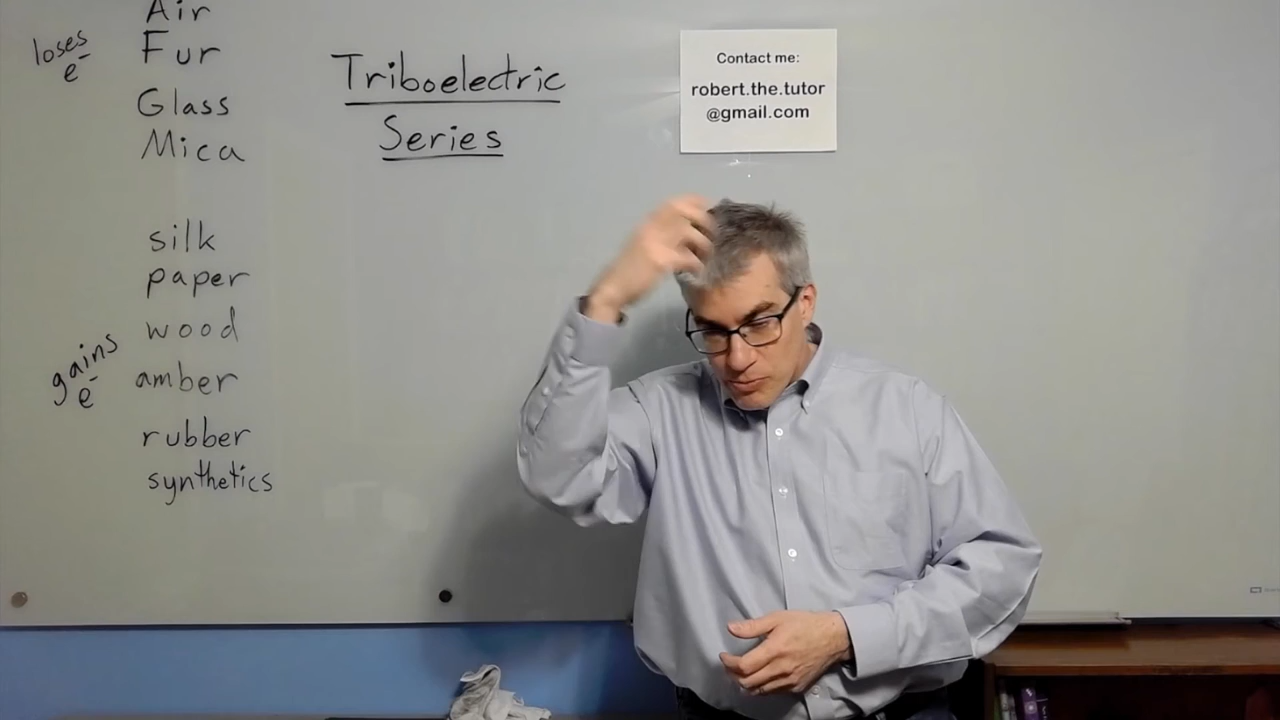 Air
Fur
Glass
Mica
silk
paper
wood
amber
rubber
synthetics
loses
e⁻
gains
e⁻
Triboelectric
Series
Contact me:
robert.the.tutor
@gmail.com